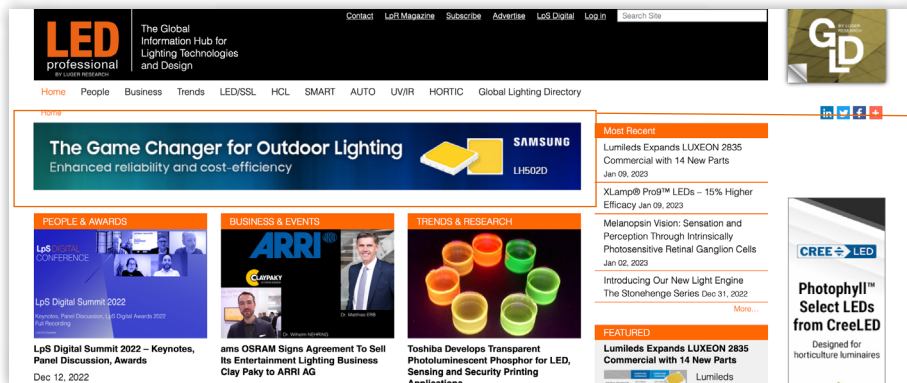 Contact LpR Magazine Subscribe Advertise LpS Digital Log in Search Site
LED
professional
BY LUGER RESEARCH
The Global
Information Hub for
Lighting Technologies
and Design
GLD
BY LUGER
RESEARCH
Home People Business Trends LED/SSL HCL SMART AUTO UV/IR HORTIC Global Lighting Directory
Home
The Game Changer for Outdoor Lighting
Enhanced reliability and cost-efficiency
SAMSUNG
LH502D
PEOPLE & AWARDS
LpS DIGITAL
CONFERENCE
LpS Digital Summit 2022
Keynotes, Panel Discussion, LpS Digital Awards 2022
Full Recording
LpS Digital Summit 2022 – Keynotes,
Panel Discussion, Awards
Dec 12, 2022
BUSINESS & EVENTS
ARRI
CLAYPAKY
Dr. Matthias ERB
Dr. Wilhelm NEHRING
ams OSRAM Signs Agreement To Sell
Its Entertainment Lighting Business
Clay Paky to ARRI AG
TRENDS & RESEARCH
Toshiba Develops Transparent
Photoluminescent Phosphor for LED,
Sensing and Security Printing
Applications
Most Recent
Lumileds Expands LUXEON 2835
Commercial with 14 New Parts
Jan 09, 2023
XLamp® Pro9™ LEDs – 15% Higher
Efficacy Jan 09, 2023
Melanopsin Vision: Sensation and
Perception Through Intrinsically
Photosensitive Retinal Ganglion Cells
Jan 02, 2023
Introducing Our New Light Engine
The Stonehenge Series Dec 31, 2022
More...
FEATURED
Lumileds Expands LUXEON 2835
Commercial with 14 New Parts
Lumileds
in f +
CREE LED
Photophyll™
Select LEDs
from CreeLED
Designed for
horticulture luminaires